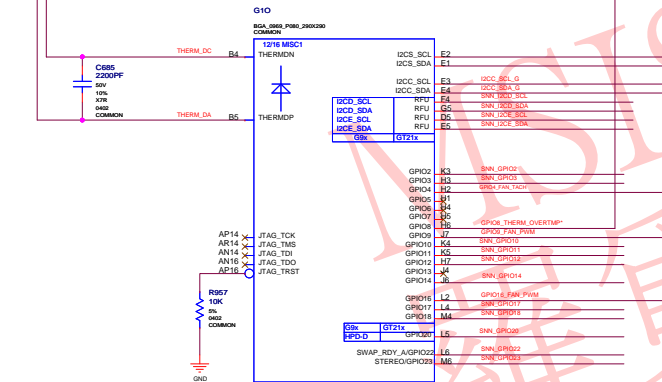 G1O
BGA_0969_P080_290X290
COMMON
12/16 MISC1
THERM_DC
B4
THERMDN
C685
2200PF
50V
10%
X7R
0402
COMMON
THERM_DA
B5
THERMDP
I2CS_SCL
E2
I2CS_SDA
E1
I2CC_SCL
E3
I2CC_SCL_G
I2CC_SDA
E4
I2CC_SDA_G
I2CD_SCL
RFU
F4
SNN_I2CD_SCL
I2CD_SDA
RFU
G5
SNN_I2CD_SDA
I2CE_SCL
RFU
D5
SNN_I2CE_SCL
I2CE_SDA
RFU
E5
SNN_I2CE_SDA
G9x
GT21x
GPIO2
K3
SNN_GPIO2
GPIO3
H3
SNN_GPIO3
GPIO4
H2
GPIO4_FAN_TACH
GPIO5
H1
GPIO6
H4
GPIO7
H5
GPIO8
H6
GPIO8_THERM_OVERTMP*
GPIO9
J7
GPIO9_FAN_PWM
GPIO10
K4
SNN_GPIO10
GPIO11
K5
SNN_GPIO11
GPIO12
H7
SNN_GPIO12
GPIO13
J4
GPIO14
J6
SNN_GPIO14
GPIO16
L2
GPIO16_FAN_PWM
GPIO17
L4
SNN_GPIO17
GPIO18
M4
SNN_GPIO18
G9x
GT21x
HPD-D
GPIO20
L5
SNN_GPIO20
SWAP_RDY_A/GPIO22
L6
SNN_GPIO22
STEREO/GPIO23
M6
SNN_GPIO23
AP14
JTAG_TCK
AR14
JTAG_TMS
AN14
JTAG_TDI
AN16
JTAG_TDO
AP16
JTAG_TRST
R957
10K
5%
0402
COMMON
GND
MSIS